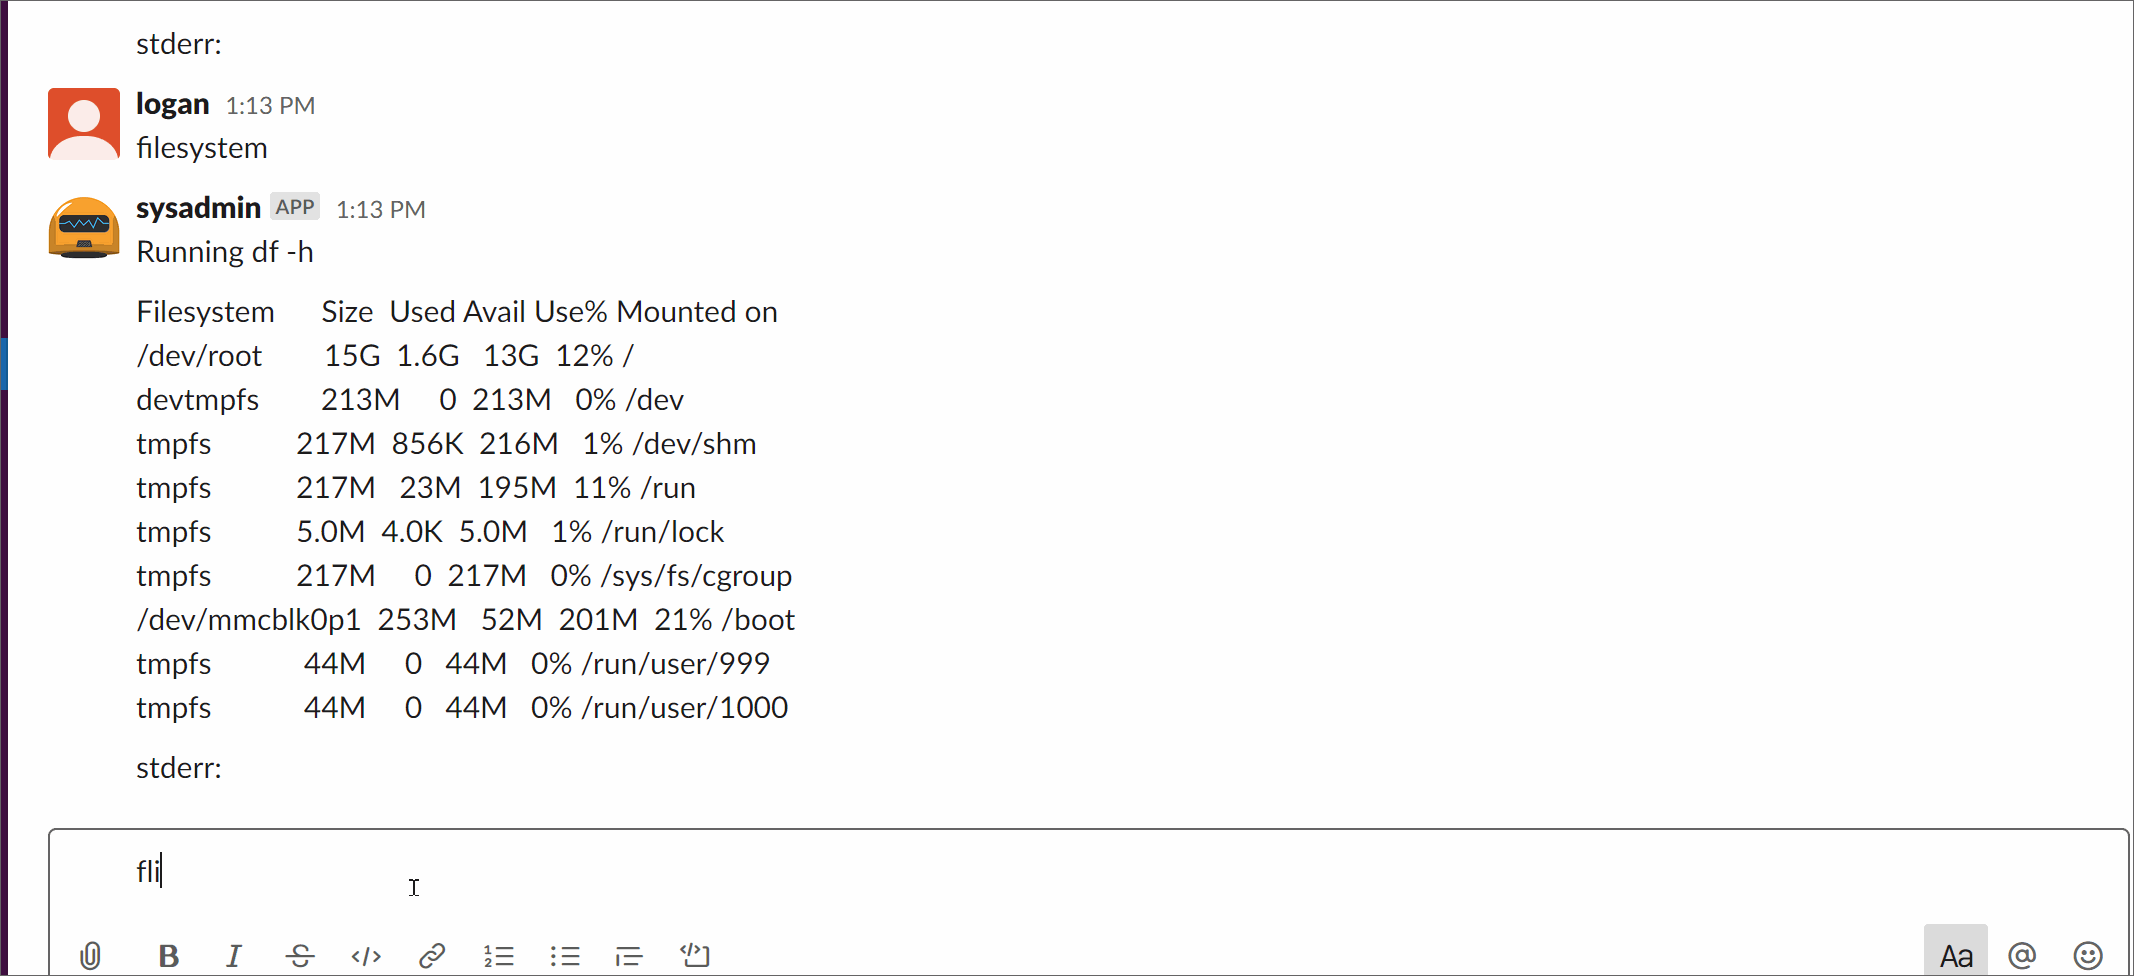 stderr:
logan 1:13 PM
filesystem
sysadmin APP 1:13 PM
Running df -h
Filesystem Size Used Avail Use% Mounted on
/dev/root 15G 1.6G 13G 12% /
devtmpfs 213M 0 213M 0% /dev
tmpfs 217M 856K 216M 1% /dev/shm
tmpfs 217M 23M 195M 11% /run
tmpfs 5.0M 4.0K 5.0M 1% /run/lock
tmpfs 217M 0 217M 0% /sys/fs/cgroup
/dev/mmcblk0p1 253M 52M 201M 21% /boot
tmpfs 44M 0 44M 0% /run/user/999
tmpfs 44M 0 44M 0% /run/user/1000
stderr:
fli
B I S </> 1 2 </> Aa @